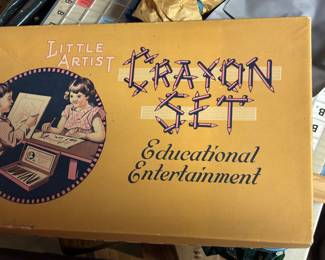 LITTLE
ARTIST
CRAYON
SET
Educational
Entertainment